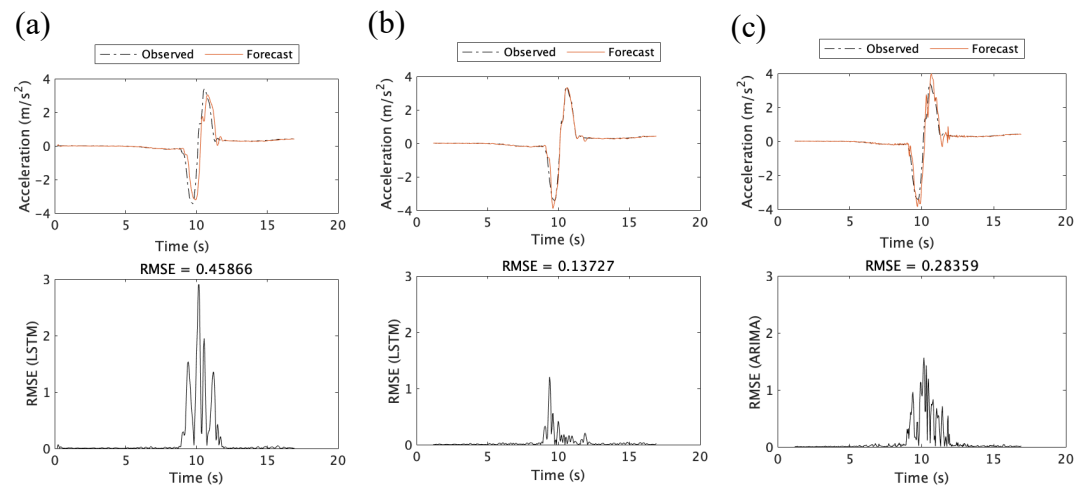 (a)
Observed Forecast
4
2
0
−2
−4
Acceleration (m/s²)
0 5 10 15 20
Time (s)
RMSE = 0.45866
3
2
1
0
RMSE (LSTM)
0 5 10 15 20
Time (s)
(b)
Observed Forecast
4
2
0
−2
−4
Acceleration (m/s²)
0 5 10 15 20
Time (s)
RMSE = 0.13727
3
2
1
0
RMSE (LSTM)
0 5 10 15 20
Time (s)
(c)
Observed Forecast
4
2
0
−2
−4
Acceleration (m/s²)
0 5 10 15 20
Time (s)
RMSE = 0.28359
3
2
1
0
RMSE (ARIMA)
0 5 10 15 20
Time (s)